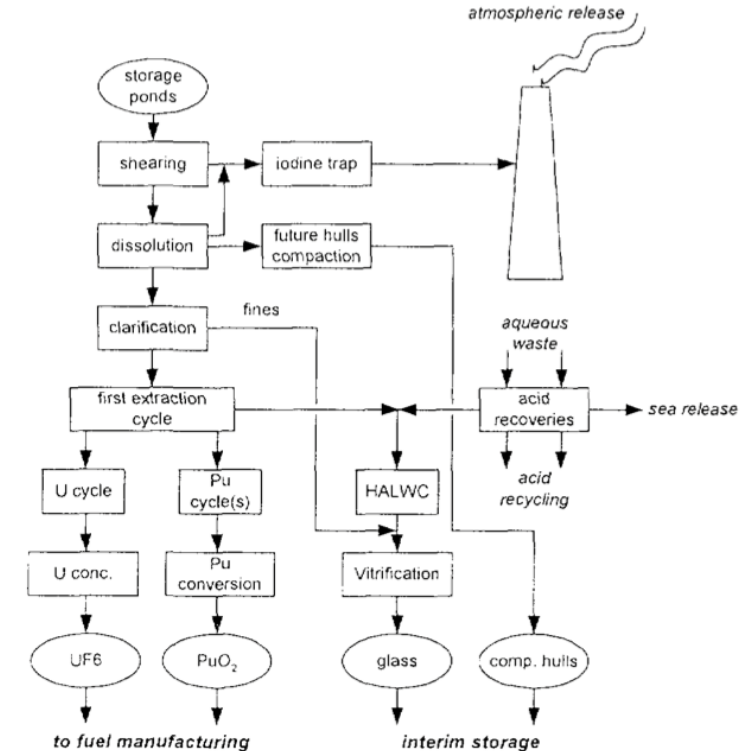 atmospheric release
storage
ponds
shearing
iodine trap
dissolution
future hulls
compaction
clarification
fines
aqueous
waste
first extraction
cycle
acid
recoveries
sea release
U cycle
Pu
cycle(s)
HALWC
acid
recycling
U conc.
Pu
conversion
Vitrification
UF6
PuO₂
glass
comp. hulls
to fuel manufacturing
interim storage